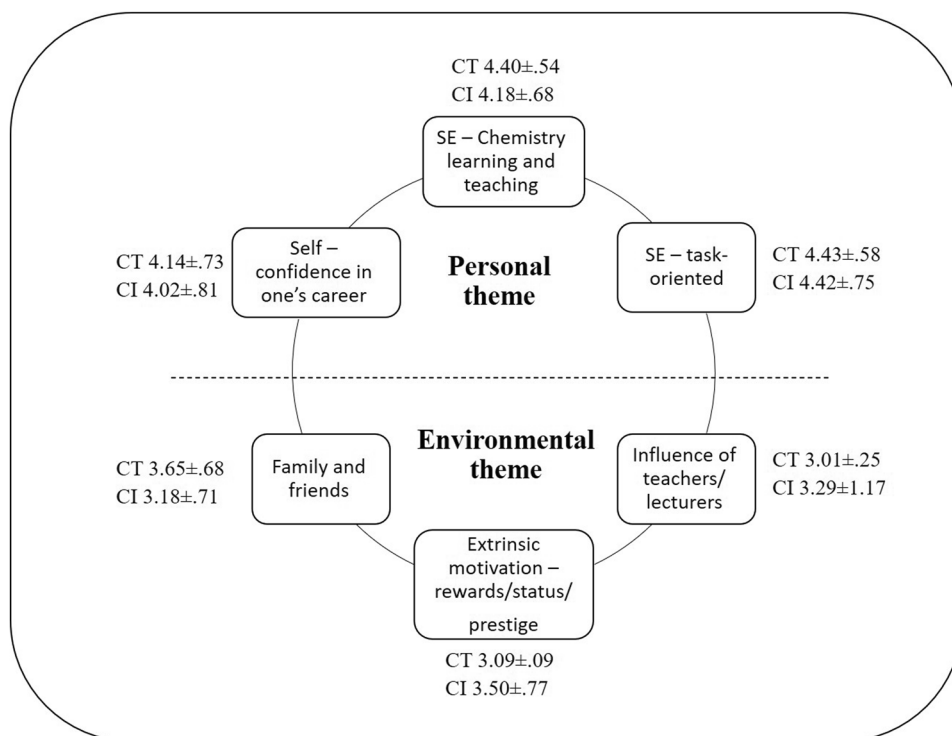 CT 4.40±.54
CI 4.18±.68
SE – Chemistry
learning and
teaching
CT 4.14±.73
CI 4.02±.81
Self –
confidence in
one's career
Personal
theme
SE – task-
oriented
CT 4.43±.58
CI 4.42±.75
CT 3.65±.68
CI 3.18±.71
Family and
friends
Environmental
theme
Influence of
teachers/
lecturers
CT 3.01±.25
CI 3.29±1.17
Extrinsic
motivation –
rewards/status/
prestige
CT 3.09±.09
CI 3.50±.77